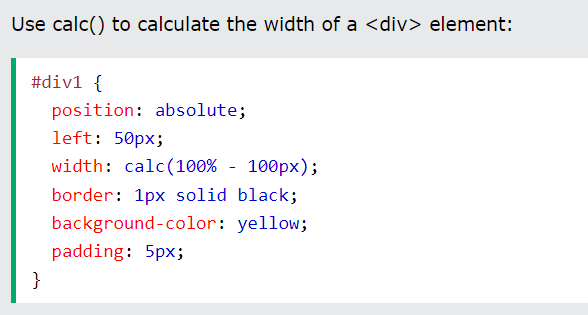 Use calc() to calculate the width of a <div> element:
#div1 {
  position: absolute;
  left: 50px;
  width: calc(100% - 100px);
  border: 1px solid black;
  background-color: yellow;
  padding: 5px;
}